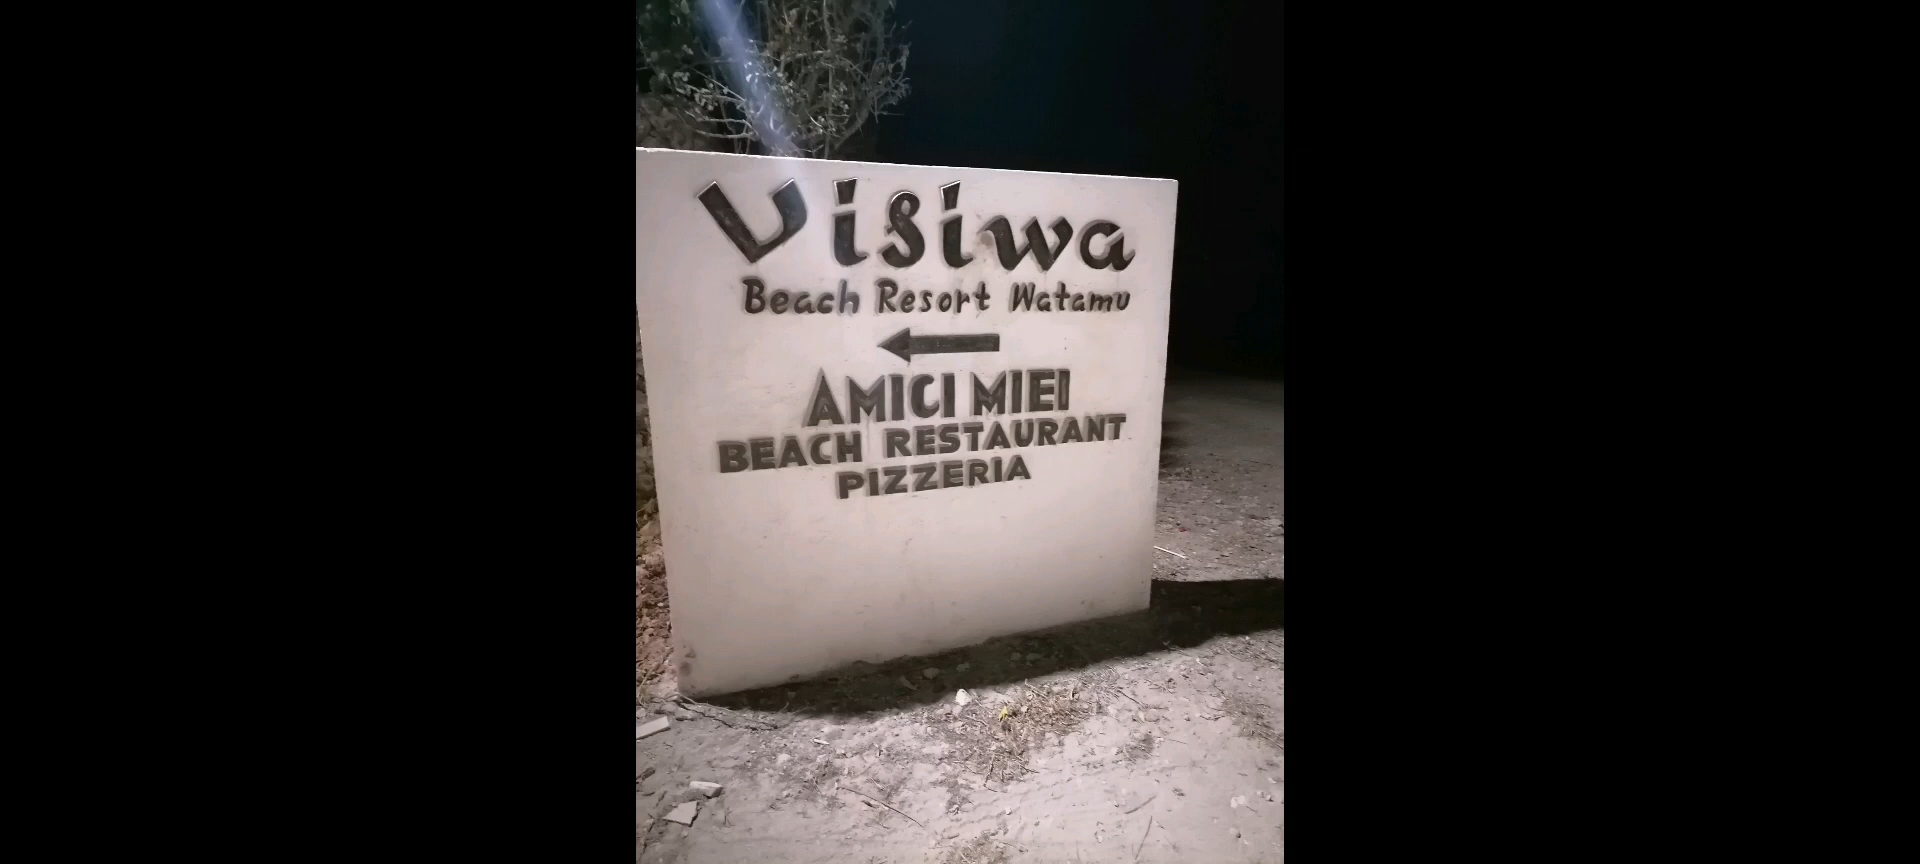 Visiwa
Beach Resort Watamu
AMICI MIEI
BEACH RESTAURANT
PIZZERIA